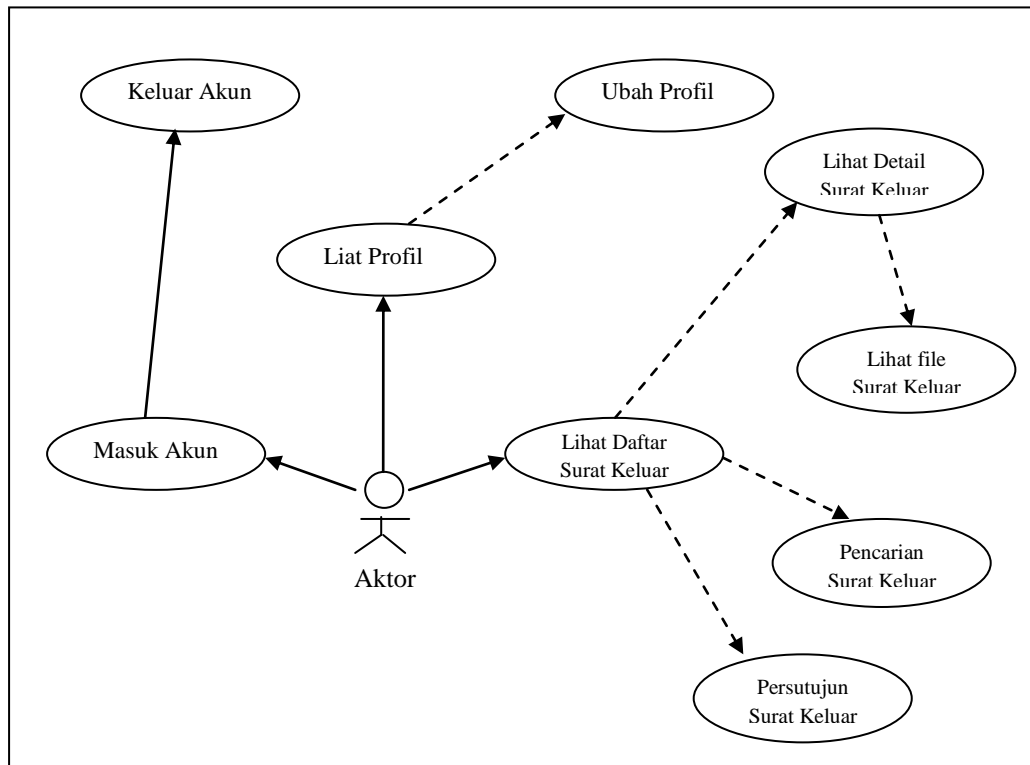 Keluar Akun
Ubah Profil
Lihat Detail
Surat Keluar
Liat Profil
Lihat file
Surat Keluar
Masuk Akun
Lihat Daftar
Surat Keluar
Aktor
Pencarian
Surat Keluar
Persutujun
Surat Keluar